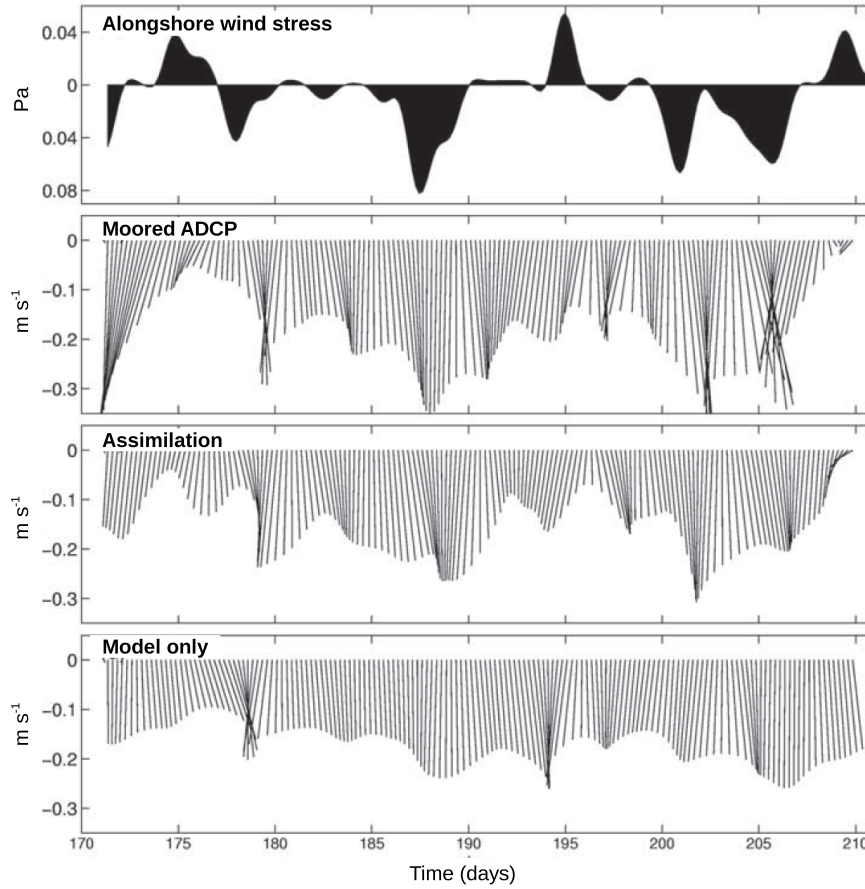 Alongshore wind stress
0.04
0
0.04
0.08
Pa
Moored ADCP
0
−0.1
−0.2
−0.3
m s-1
Assimilation
0
−0.1
−0.2
−0.3
m s-1
Model only
0
−0.1
−0.2
−0.3
m s-1
170 175 180 185 190 195 200 205 210
Time (days)